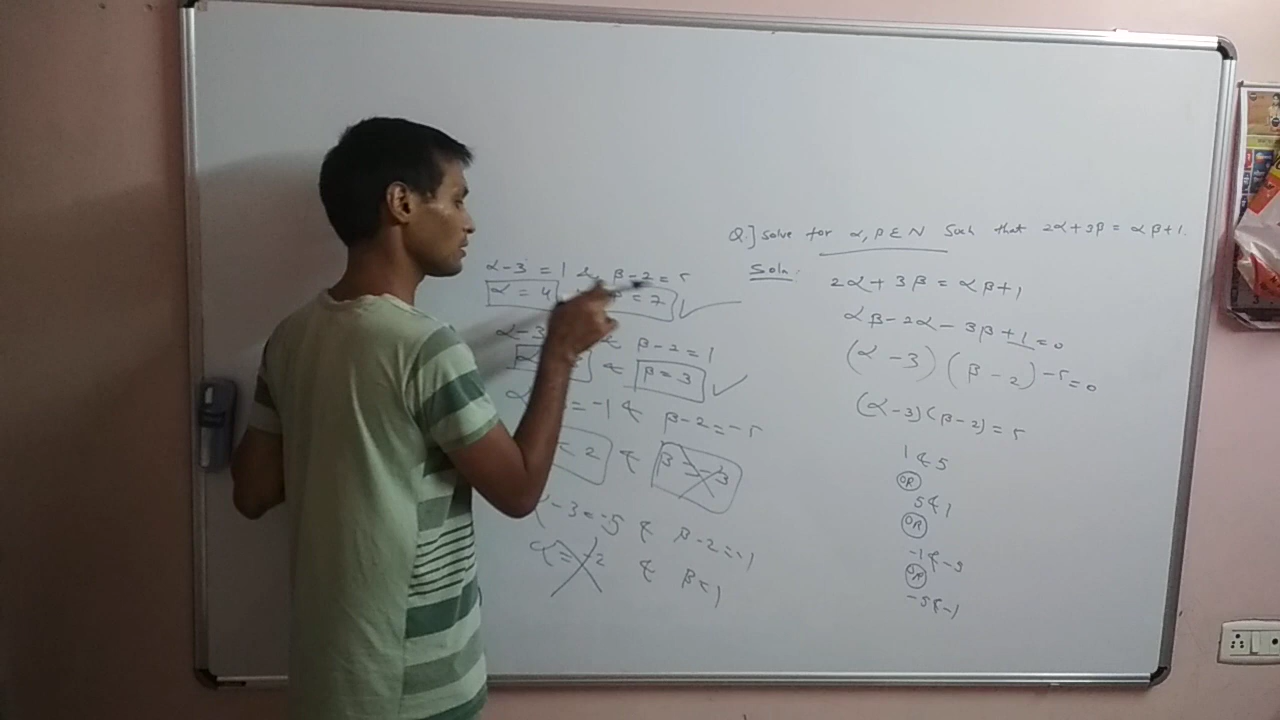 Q.] Solve for α, β ∈ N Such that 2α + 3β = αβ + 1.
Soln:
2α + 3β = αβ + 1
αβ - 2α - 3β + 1 = 0
(α - 3) (β - 2) - 5 = 0
(α - 3) (β - 2) = 5
1 & 5
OR
5 & 1
OR
-1 & -5
OR
-5 & -1
α - 3 = 1 & β - 2 = 5
α = 4 β = 7
α - 3 & β - 2 = 1
& β = 3
= -1 & β - 2 = -5
2 & β = -3
- 3 = -5 & β - 2 = -1
α = -2 & β = 1